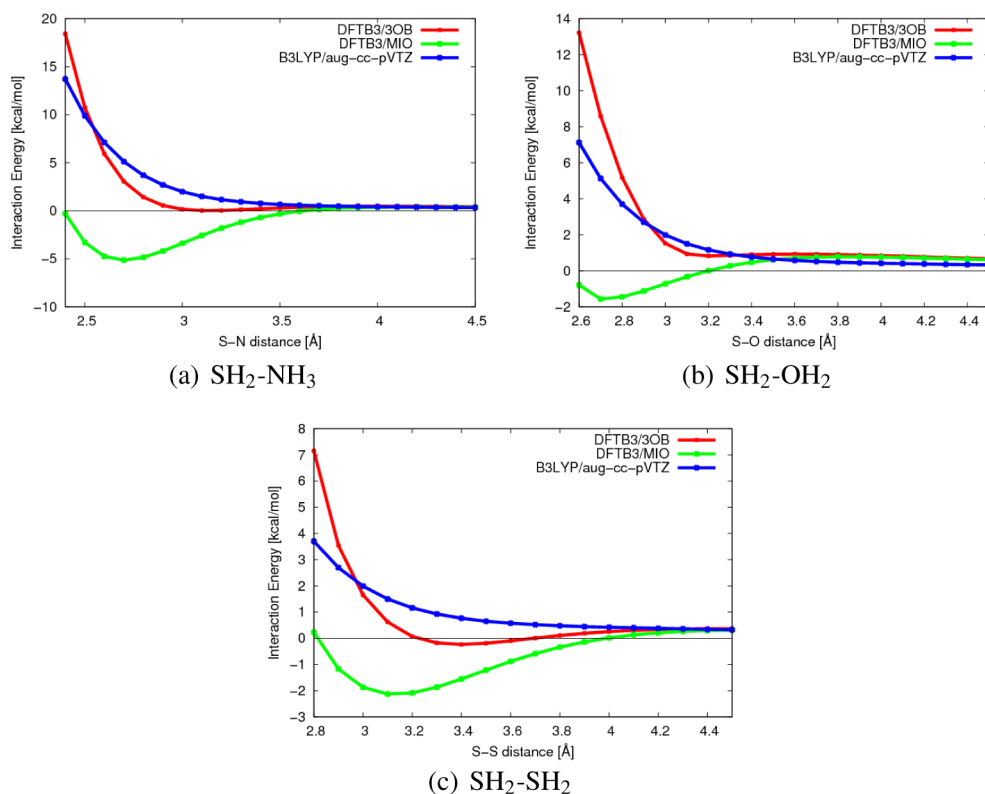 20
15
10
5
0
−5
−10
2.5
3
3.5
4
4.5
Interaction Energy [kcal/mol]
S−N distance [Å]
DFTB3/3OB
DFTB3/MIO
B3LYP/aug−cc−pVTZ
(a) SH2-NH3
14
12
10
8
6
4
2
0
−2
2.6
2.8
3
3.2
3.4
3.6
3.8
4
4.2
4.4
Interaction Energy [kcal/mol]
S−O distance [Å]
DFTB3/3OB
DFTB3/MIO
B3LYP/aug−cc−pVTZ
(b) SH2-OH2
8
7
6
5
4
3
2
1
0
−1
−2
−3
2.8
3
3.2
3.4
3.6
3.8
4
4.2
4.4
Interaction Energy [kcal/mol]
S−S distance [Å]
DFTB3/3OB
DFTB3/MIO
B3LYP/aug−cc−pVTZ
(c) SH2-SH2